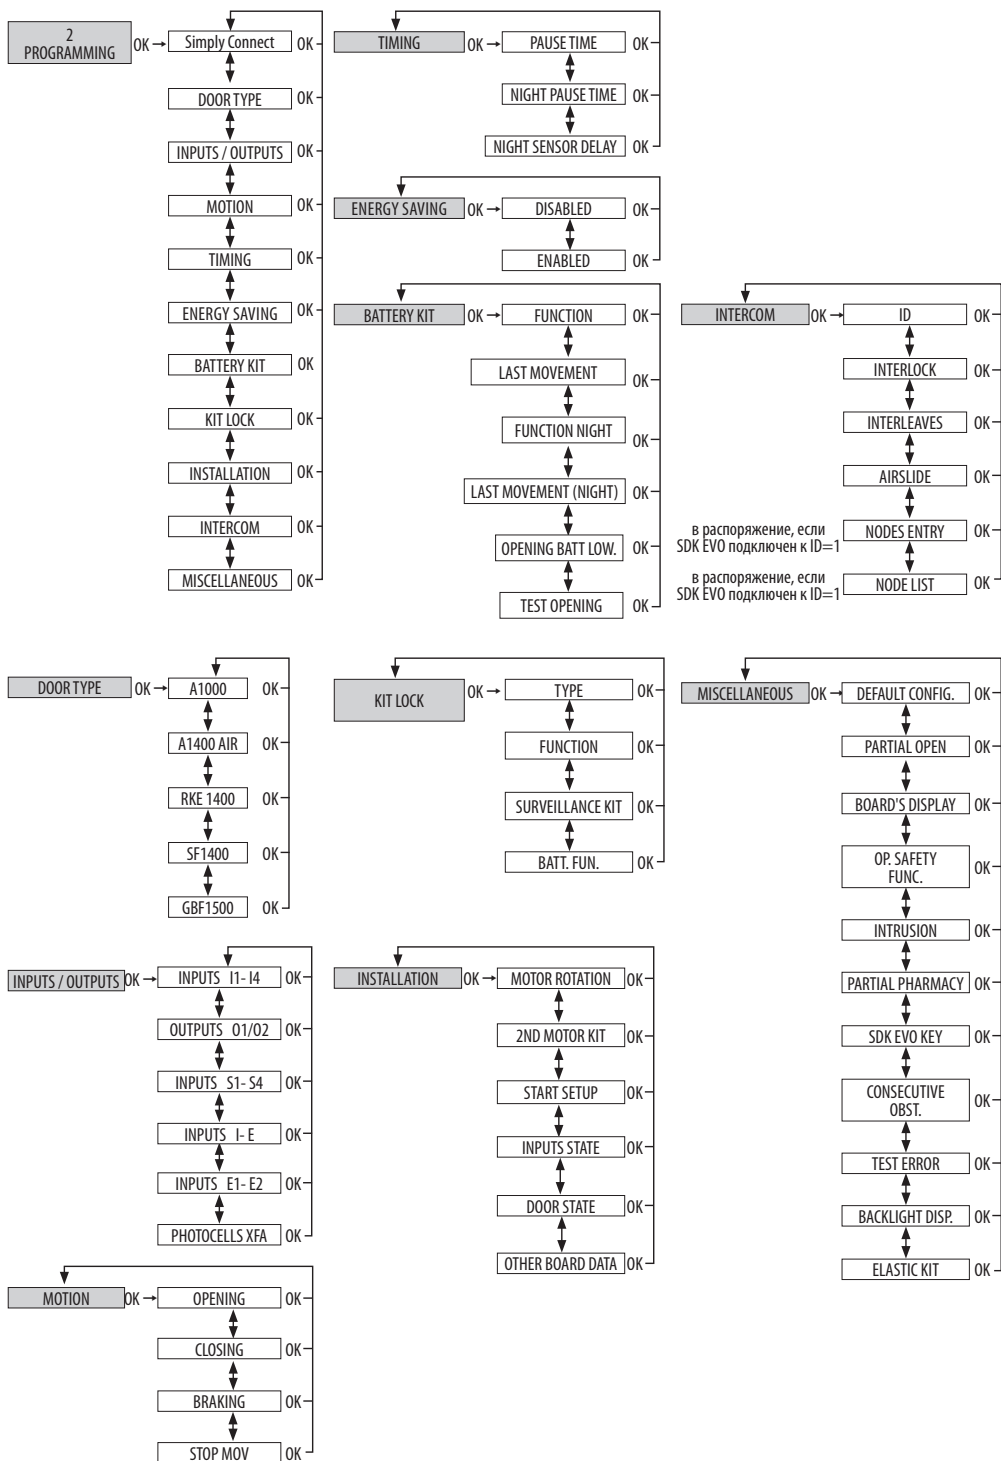 2
PROGRAMMING
OK
Simply Connect
OK
DOOR TYPE
OK
INPUTS / OUTPUTS
OK
MOTION
OK
TIMING
OK
ENERGY SAVING
OK
BATTERY KIT
OK
KIT LOCK
OK
INSTALLATION
OK
INTERCOM
OK
MISCELLANEOUS
OK
TIMING
OK
PAUSE TIME
OK
NIGHT PAUSE TIME
OK
NIGHT SENSOR DELAY
OK
ENERGY SAVING
OK
DISABLED
OK
ENABLED
OK
BATTERY KIT
OK
FUNCTION
OK
LAST MOVEMENT
OK
FUNCTION NIGHT
OK
LAST MOVEMENT (NIGHT)
OK
OPENING BATT LOW.
OK
TEST OPENING
OK
INTERCOM
OK
ID
OK
INTERLOCK
OK
INTERLEAVES
OK
AIRSLIDE
OK
в распоряжение, если
SDK EVO подключен к ID=1
NODES ENTRY
OK
в распоряжение, если
SDK EVO подключен к ID=1
NODE LIST
OK
DOOR TYPE
OK
A1000
OK
A1400 AIR
OK
RKE 1400
OK
SF1400
OK
GBF1500
OK
KIT LOCK
OK
TYPE
OK
FUNCTION
OK
SURVEILLANCE KIT
OK
BATT. FUN.
OK
MISCELLANEOUS
OK
DEFAULT CONFIG.
OK
PARTIAL OPEN
OK
BOARD'S DISPLAY
OK
OP. SAFETY
FUNC.
OK
INTRUSION
OK
PARTIAL PHARMACY
OK
SDK EVO KEY
OK
CONSECUTIVE
OBST.
OK
TEST ERROR
OK
BACKLIGHT DISP.
OK
ELASTIC KIT
OK
INPUTS / OUTPUTS
OK
INPUTS I1- I4
OK
OUTPUTS O1/O2
OK
INPUTS S1- S4
OK
INPUTS I- E
OK
INPUTS E1- E2
OK
PHOTOCELLS XFA
OK
INSTALLATION
OK
MOTOR ROTATION
OK
2ND MOTOR KIT
OK
START SETUP
OK
INPUTS STATE
OK
DOOR STATE
OK
OTHER BOARD DATA
OK
MOTION
OK
OPENING
OK
CLOSING
OK
BRAKING
OK
STOP MOV
OK